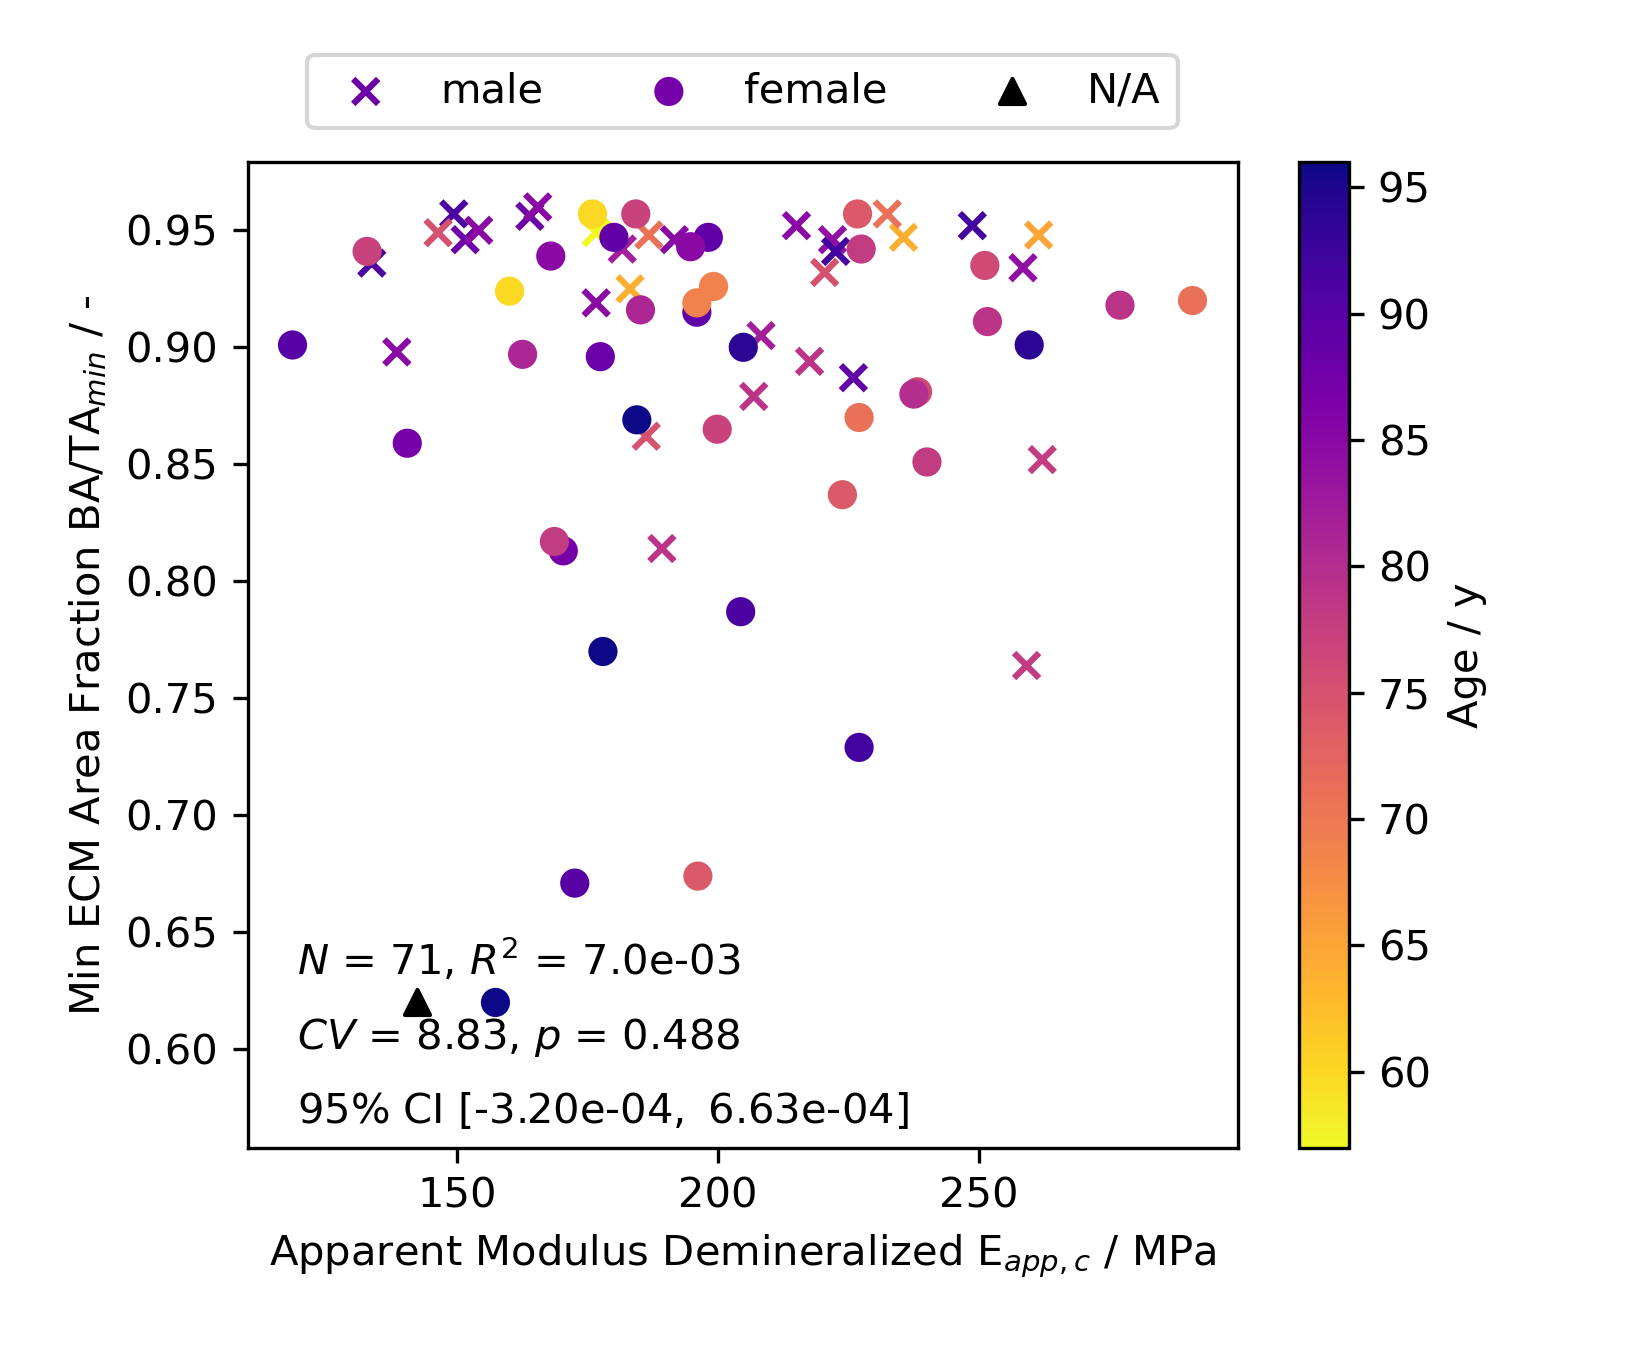 male female N/A
0.95
0.90
0.85
0.80
0.75
0.70
0.65
0.60
Min ECM Area Fraction BA/TA_min / -
N = 71, R² = 7.0e-03
CV = 8.83, p = 0.488
95% CI [-3.20e-04, 6.63e-04]
150 200 250
Apparent Modulus Demineralized E_app,c / MPa
95
90
85
80
75
70
65
60
Age / y